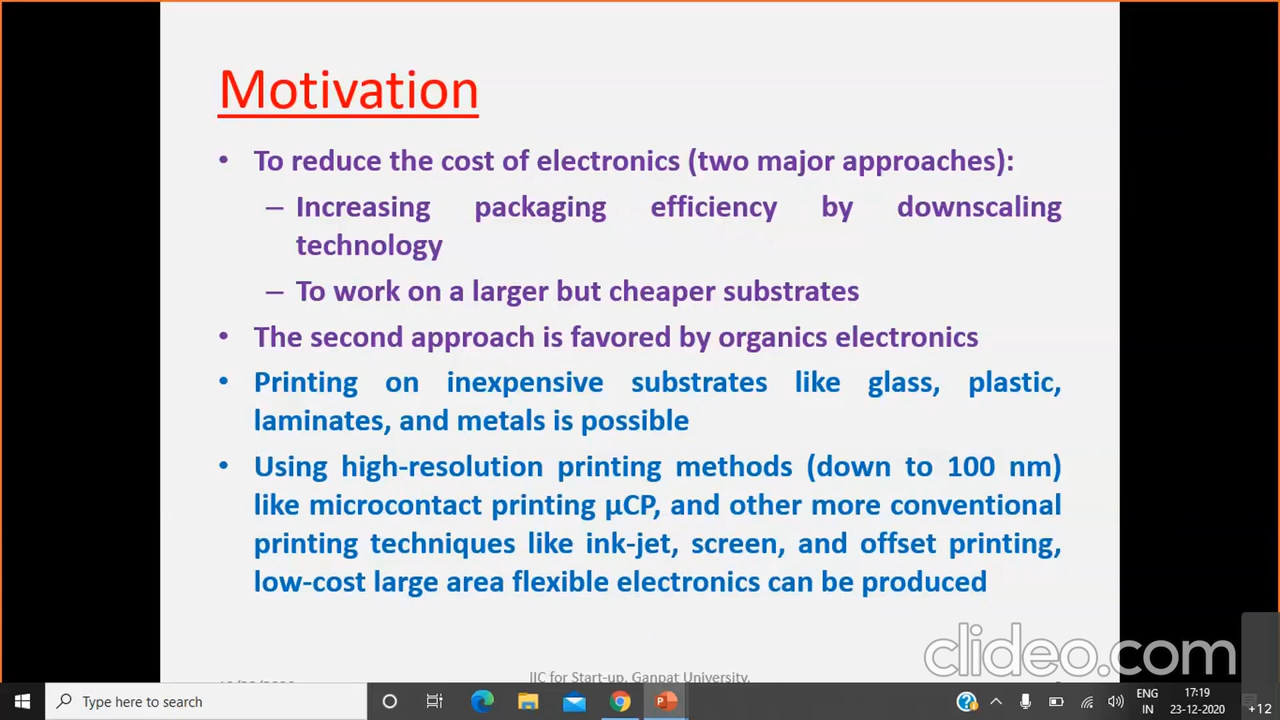 Motivation
• To reduce the cost of electronics (two major approaches):
– Increasing packaging efficiency by downscaling
technology
– To work on a larger but cheaper substrates
• The second approach is favored by organics electronics
• Printing on inexpensive substrates like glass, plastic,
laminates, and metals is possible
• Using high-resolution printing methods (down to 100 nm)
like microcontact printing µCP, and other more conventional
printing techniques like ink-jet, screen, and offset printing,
low-cost large area flexible electronics can be produced
clideo.com
IIC for Start-up, Ganpat University,
Type here to search
ENG
IN
17:19
23-12-2020
+12